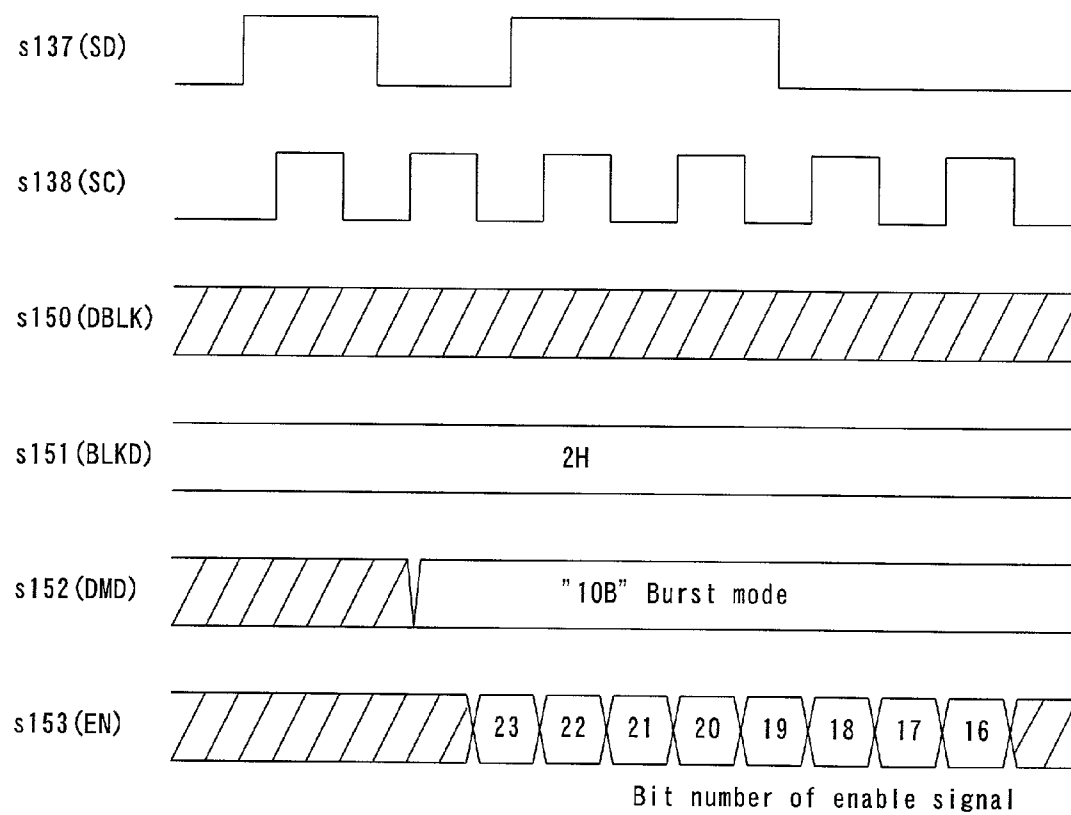 s137(SD)
s138(SC)
s150(DBLK)
s151(BLKD)
2H
s152(DMD)
"10B" Burst mode
s153(EN)
23 22 21 20 19 18 17 16
Bit number of enable signal